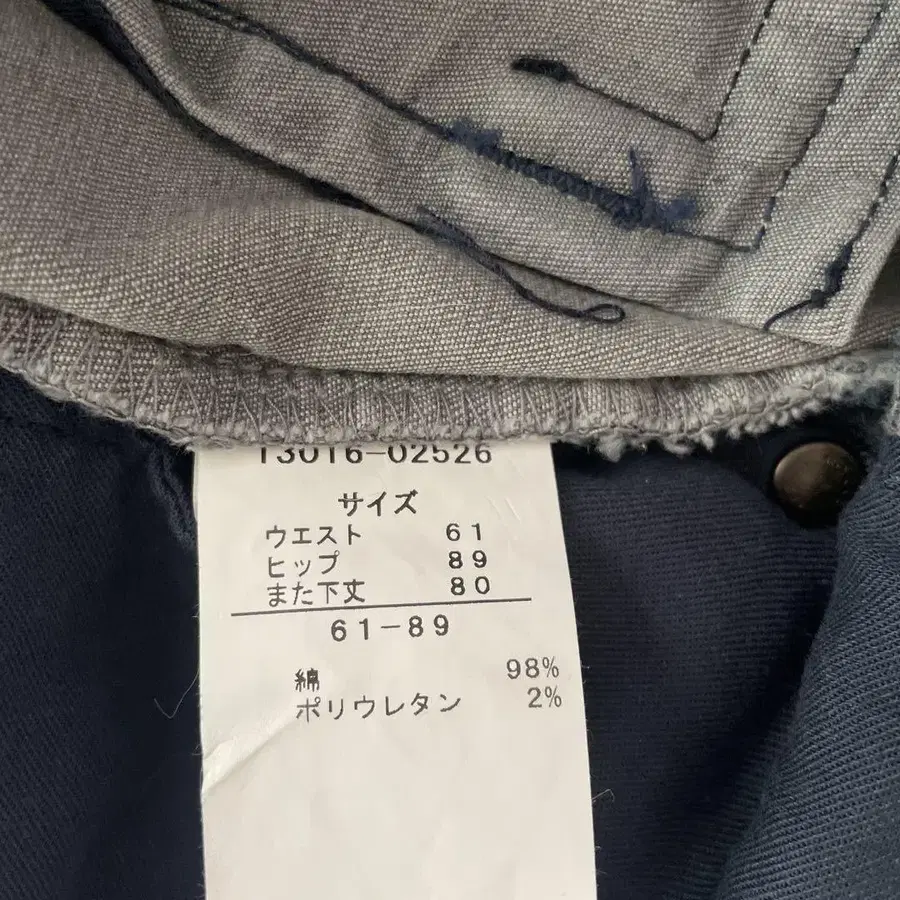 13016-02526
サイズ
ウエスト 61
ヒップ 89
また下丈 80
61-89
綿 98%
ポリウレタン 2%